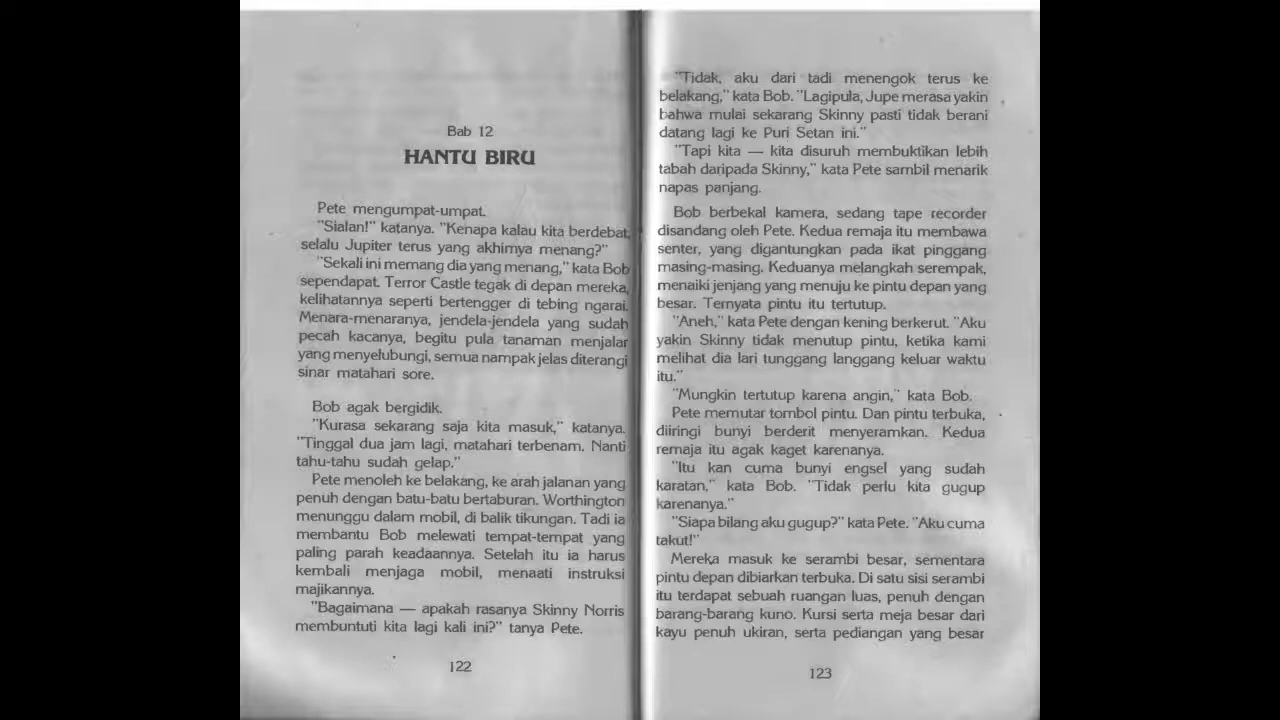 Bab 12
HANTU BIRU
Pete mengumpat-umpat.
"Sialan!" katanya. "Kenapa kalau kita berdebat,
selalu Jupiter terus yang akhirnya menang?"
"Sekali ini memang dia yang menang," kata Bob
sependapat. Terror Castle tegak di depan mereka,
kelihatannya seperti bertengger di tebing ngarai.
Menara-menaranya, jendela-jendela yang sudah
pecah kacanya, begitu pula tanaman menjalar
yang menyelubungi, semua nampak jelas diterangi
sinar matahari sore.
Bob agak bergidik.
"Kurasa sekarang saja kita masuk," katanya.
"Tinggal dua jam lagi, matahari terbenam. Nanti
tahu-tahu sudah gelap."
Pete menoleh ke belakang, ke arah jalanan yang
penuh dengan batu-batu bertaburan. Worthington
menunggu dalam mobil, di balik tikungan. Tadi ia
membantu Bob melewati tempat-tempat yang
paling parah keadaannya. Setelah itu ia harus
kembali menjaga mobil, menaati instruksi
majikannya.
"Bagaimana — apakah rasanya Skinny Norris
membuntuti kita lagi kali ini?" tanya Pete.
122
"Tidak, aku dari tadi menengok terus ke
belakang," kata Bob. "Lagipula, Jupe merasa yakin
bahwa mulai sekarang Skinny pasti tidak berani
datang lagi ke Puri Setan ini."
"Tapi kita — kita disuruh membuktikan lebih
tabah daripada Skinny," kata Pete sambil menarik
napas panjang.
Bob berbekal kamera, sedang tape recorder
disandang oleh Pete. Kedua remaja itu membawa
senter, yang digantungkan pada ikat pinggang
masing-masing. Keduanya melangkah serempak,
menaiki jenjang yang menuju ke pintu depan yang
besar. Ternyata pintu itu tertutup.
"Aneh," kata Pete dengan kening berkerut. "Aku
yakin Skinny tidak menutup pintu, ketika kami
melihat dia lari tunggang langgang keluar waktu
itu."
"Mungkin tertutup karena angin," kata Bob.
Pete memutar tombol pintu. Dan pintu terbuka,
diiringi bunyi berderit menyeramkan. Kedua
remaja itu agak kaget karenanya.
"Itu kan cuma bunyi engsel yang sudah
karatan," kata Bob. "Tidak perlu kita gugup
karenanya."
"Siapa bilang aku gugup?" kata Pete. "Aku cuma
takut!"
Mereka masuk ke serambi besar, sementara
pintu depan dibiarkan terbuka. Di satu sisi serambi
itu terdapat sebuah ruangan luas, penuh dengan
barang-barang kuno. Kursi serta meja besar dari
kayu penuh ukiran, serta pediangan yang besar
123